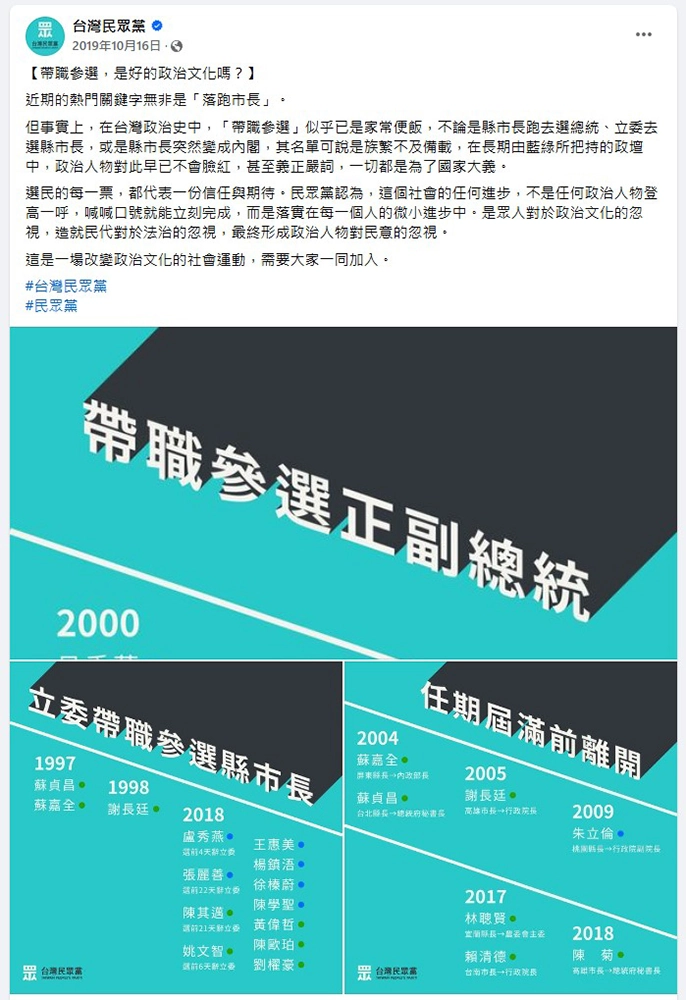 眾
台灣民眾黨
台灣民眾黨
2019年10月16日
【帶職參選，是好的政治文化嗎？】
近期的熱門關鍵字無非是「落跑市長」。
但事實上，在台灣政治史中，「帶職參選」似乎已是家常便飯，不論是縣市長跑去選總統、立委去
選縣市長，或是縣市長突然變成內閣，其名單可說是族繁不及備載，在長期由藍綠所把持的政壇
中，政治人物對此早已不會臉紅，甚至義正嚴詞，一切都是為了國家大義。
選民的每一票，都代表一份信任與期待。民眾黨認為，這個社會的任何進步，不是任何政治人物登
高一呼，喊喊口號就能立刻完成，而是落實在每一個人的微小進步中。是眾人對於政治文化的忽
視，造就民代對於法治的忽視，最終形成政治人物對民意的忽視。
這是一場改變政治文化的社會運動，需要大家一同加入。
#台灣民眾黨
#民眾黨
帶職參選正副總統
2000
立委帶職參選縣市長
1997
蘇貞昌
蘇嘉全
1998
謝長廷
2018
盧秀燕
選前4天辭立委
張麗善
選前22天辭立委
陳其邁
選前21天辭立委
姚文智
選前6天辭立委
王惠美
楊鎮浯
徐榛蔚
陳學聖
黃偉哲
陳歐珀
劉櫂豪
眾 台灣民眾黨
任期屆滿前離開
2004
蘇嘉全
屏東縣長→內政部長
蘇貞昌
台北縣長→總統府秘書長
2005
謝長廷
高雄市長→行政院長
2009
朱立倫
桃園縣長→行政院副院長
2017
林聰賢
宜蘭縣長→農委會主委
賴清德
台南市長→行政院長
2018
陳 菊
高雄市長→總統府秘書長
眾 台灣民眾黨